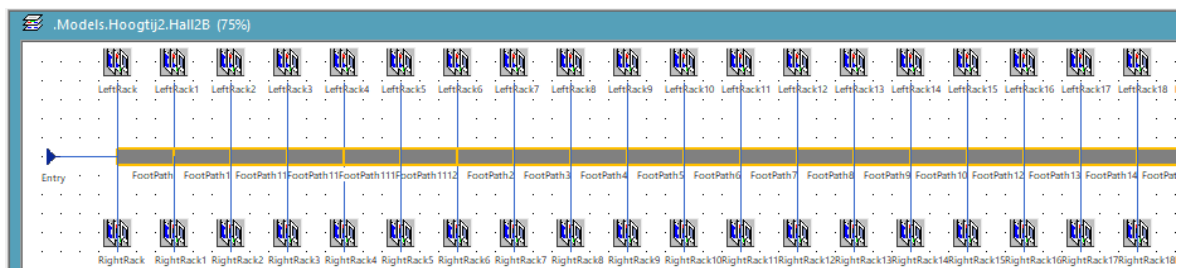 .Models.Hoogtij2.Hall2B (75%)
LeftRack LeftRack1 LeftRack2 LeftRack3 LeftRack4 LeftRack5 LeftRack6 LeftRack7 LeftRack8 LeftRack9 LeftRack10 LeftRack11 LeftRack12 LeftRack13 LeftRack14 LeftRack15 LeftRack16 LeftRack17 LeftRack18
Entry FootPath FootPath1 FootPath11 FootPath111 FootPath1112 FootPath2 FootPath3 FootPath4 FootPath5 FootPath6 FootPath7 FootPath8 FootPath9 FootPath10 FootPath12 FootPath13 FootPath14 FootPat
RightRack RightRack1 RightRack2 RightRack3 RightRack4 RightRack5 RightRack6 RightRack7 RightRack8 RightRack9 RightRack10 RightRack11 RightRack12 RightRack13 RightRack14 RightRack15 RightRack16 RightRack17 RightRack18